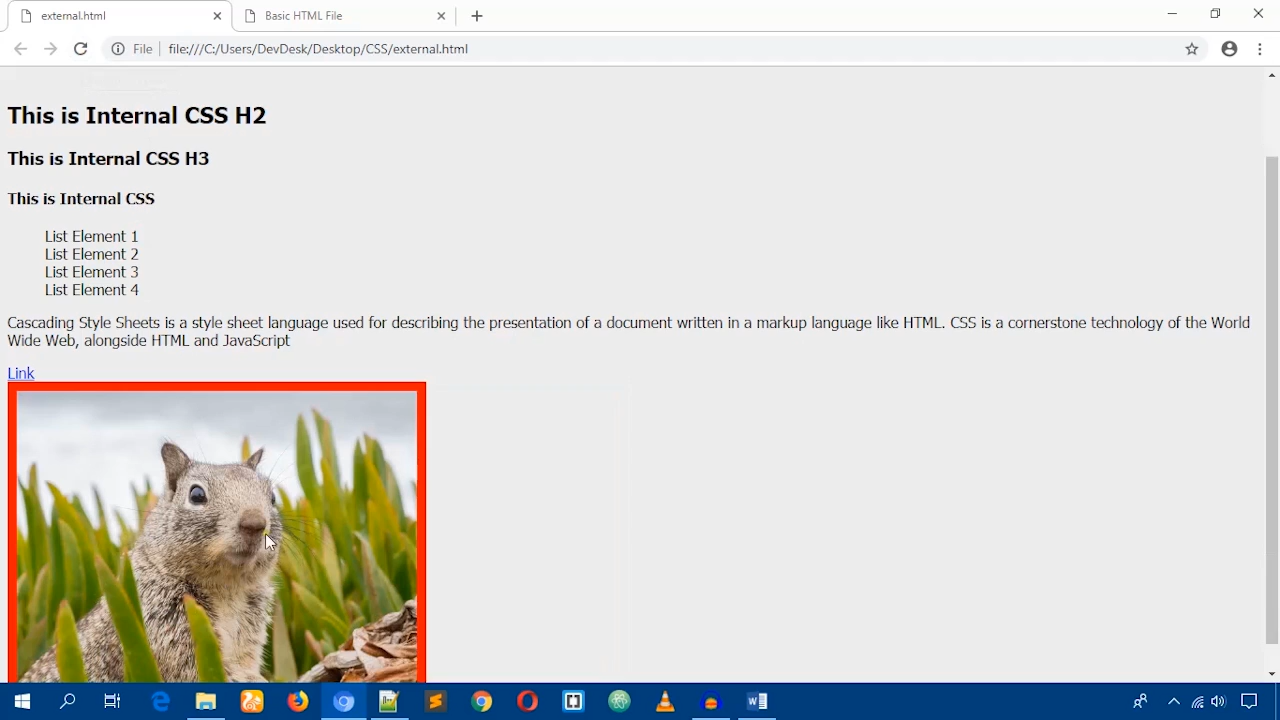 external.html
Basic HTML File
File
file:///C:/Users/DevDesk/Desktop/CSS/external.html
This is Internal CSS H2
This is Internal CSS H3
This is Internal CSS
List Element 1
List Element 2
List Element 3
List Element 4
Cascading Style Sheets is a style sheet language used for describing the presentation of a document written in a markup language like HTML. CSS is a cornerstone technology of the World
Wide Web, alongside HTML and JavaScript
Link